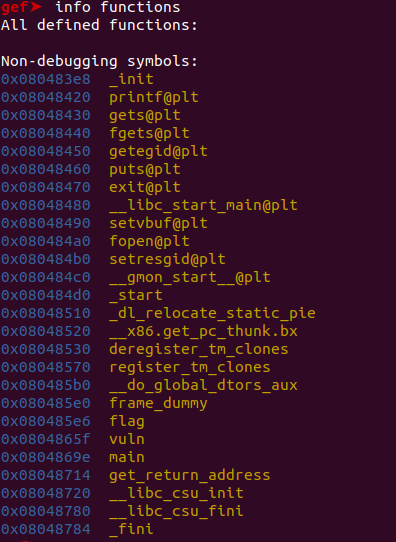 gef➤  info functions
All defined functions:

Non-debugging symbols:
0x080483e8  _init
0x08048420  printf@plt
0x08048430  gets@plt
0x08048440  fgets@plt
0x08048450  getegid@plt
0x08048460  puts@plt
0x08048470  exit@plt
0x08048480  __libc_start_main@plt
0x08048490  setvbuf@plt
0x080484a0  fopen@plt
0x080484b0  setresgid@plt
0x080484c0  __gmon_start__@plt
0x080484d0  _start
0x08048510  _dl_relocate_static_pie
0x08048520  __x86.get_pc_thunk.bx
0x08048530  deregister_tm_clones
0x08048570  register_tm_clones
0x080485b0  __do_global_dtors_aux
0x080485e0  frame_dummy
0x080485e6  flag
0x0804865f  vuln
0x0804869e  main
0x08048714  get_return_address
0x08048720  __libc_csu_init
0x08048780  __libc_csu_fini
0x08048784  _fini